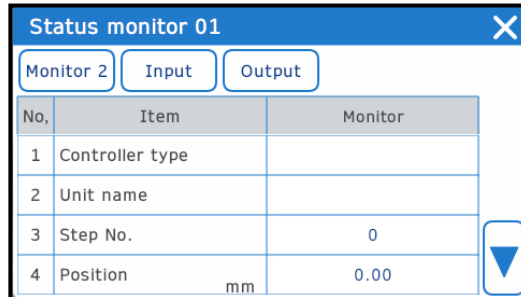 Status monitor 01
Monitor 2 Input Output
No, Item Monitor
1 Controller type
2 Unit name
3 Step No. 0
4 Position mm 0.00